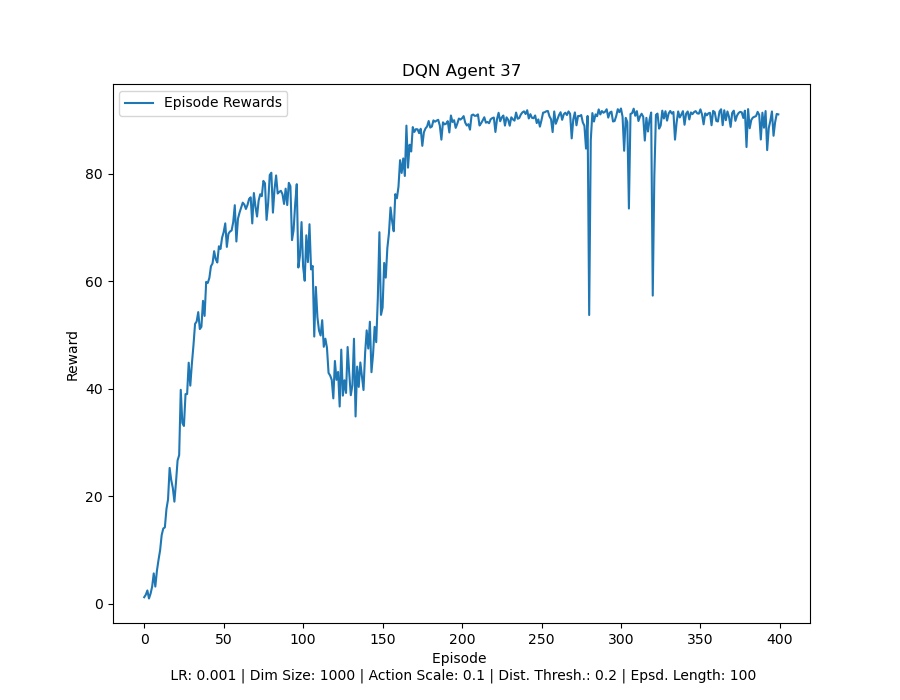 DQN Agent 37
Episode Rewards
80
60
40
20
0
Reward
0 50 100 150 200 250 300 350 400
Episode
LR: 0.001 | Dim Size: 1000 | Action Scale: 0.1 | Dist. Thresh.: 0.2 | Epsd. Length: 100